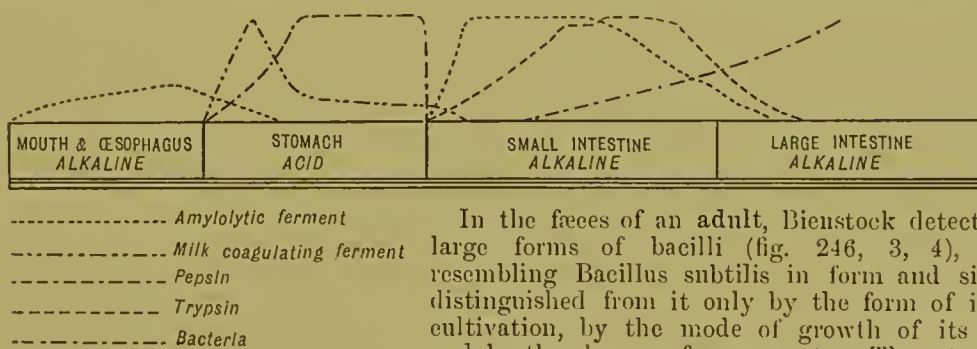 MOUTH & ŒSOPHAGUS
ALKALINE
STOMACH
ACID
SMALL INTESTINE
ALKALINE
LARGE INTESTINE
ALKALINE
Amylolytic ferment
Milk coagulating ferment
Pepsin
Trypsin
Bacteria
In the fæces of an adult, Bienstock detect
large forms of bacilli (fig. 246, 3, 4),
resembling Bacillus subtilis in form and si
distinguished from it only by the form of i
cultivation, by the mode of growth of its